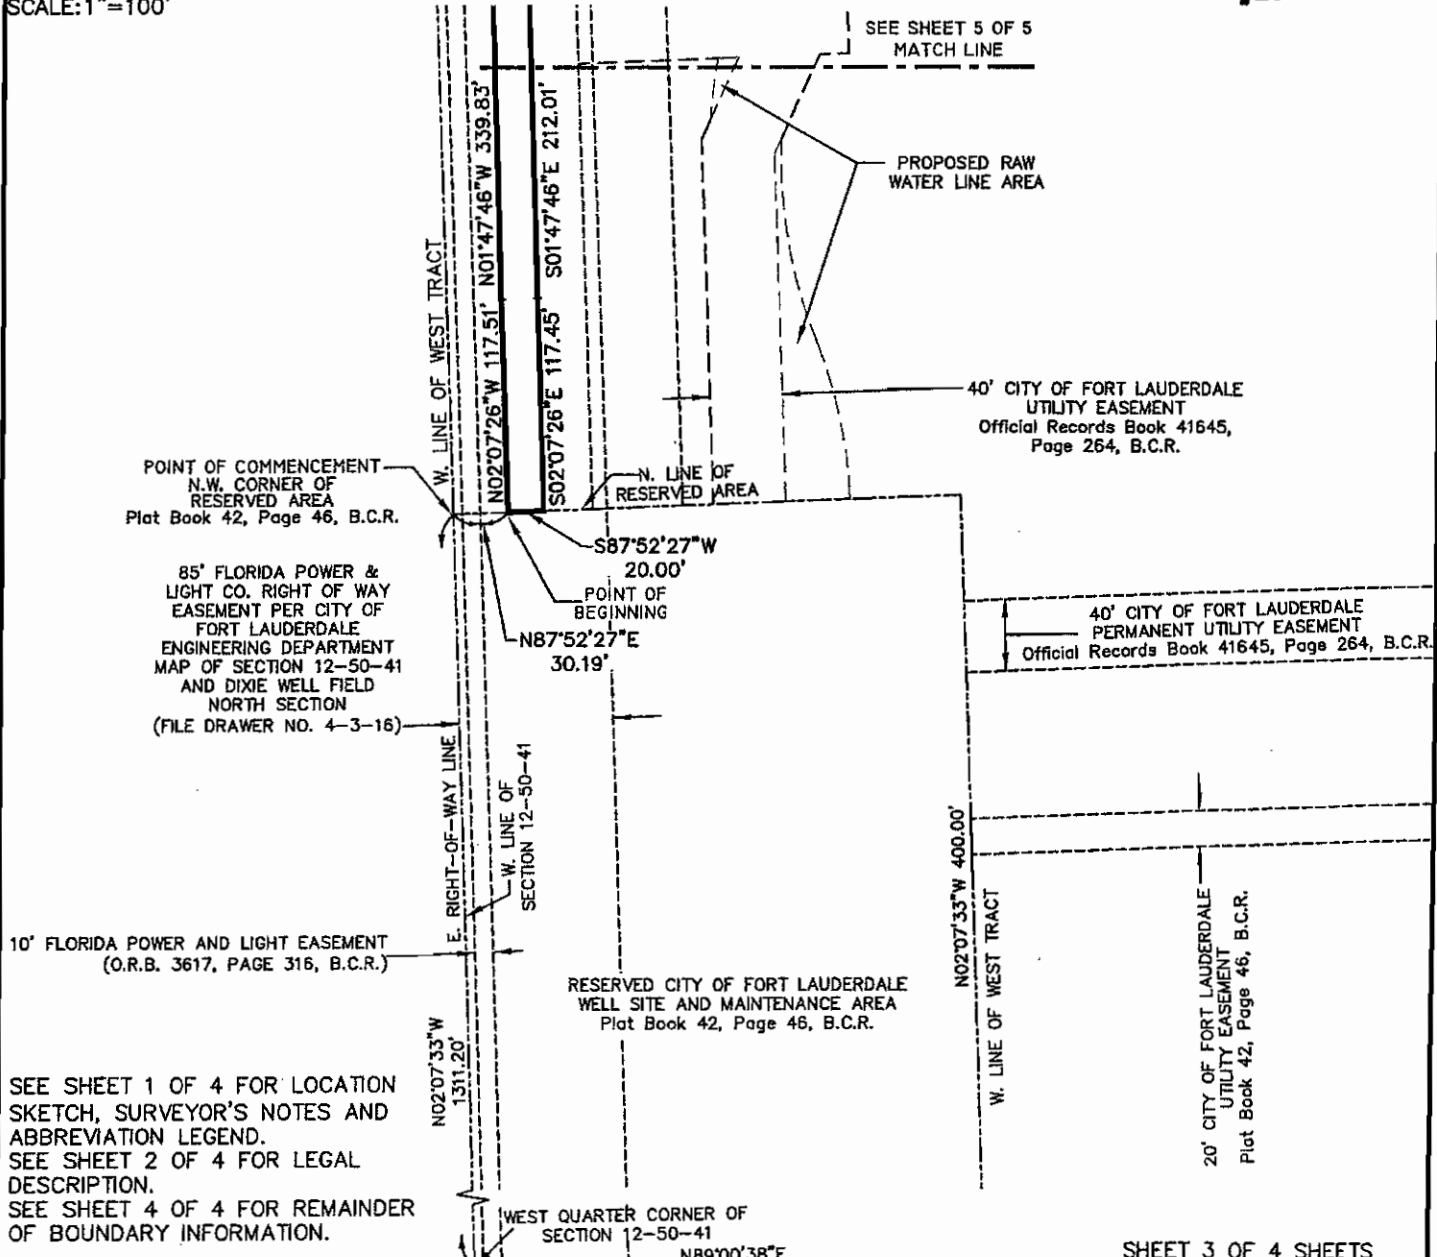 SCALE:1"=100'
SEE SHEET 5 OF 5
MATCH LINE
N01°47'46"W 339.83'
S01°47'46"E 212.01'
PROPOSED RAW
WATER LINE AREA
W. LINE OF WEST TRACT
N02°07'26"W 117.51'
S02°07'26"E 117.45'
40' CITY OF FORT LAUDERDALE
UTILITY EASEMENT
Official Records Book 41645,
Page 264, B.C.R.
POINT OF COMMENCEMENT
N.W. CORNER OF
RESERVED AREA
Plat Book 42, Page 46, B.C.R.
N. LINE OF
RESERVED AREA
S87°52'27"W
20.00'
POINT OF
BEGINNING
N87°52'27"E
30.19'
85' FLORIDA POWER &
LIGHT CO. RIGHT OF WAY
EASEMENT PER CITY OF
FORT LAUDERDALE
ENGINEERING DEPARTMENT
MAP OF SECTION 12-50-41
AND DIXIE WELL FIELD
NORTH SECTION
(FILE DRAWER NO. 4-3-16)
40' CITY OF FORT LAUDERDALE
PERMANENT UTILITY EASEMENT
Official Records Book 41645, Page 264, B.C.R.
E. RIGHT-OF-WAY LINE
W. LINE OF
SECTION 12-50-41
10' FLORIDA POWER AND LIGHT EASEMENT
(O.R.B. 3617, PAGE 316, B.C.R.)
RESERVED CITY OF FORT LAUDERDALE
WELL SITE AND MAINTENANCE AREA
Plat Book 42, Page 46, B.C.R.
N02°07'33"W 400.00'
W. LINE OF WEST TRACT
20' CITY OF FORT LAUDERDALE
UTILITY EASEMENT
Plat Book 42, Page 46, B.C.R.
N02°07'33"W
1311.20'
SEE SHEET 1 OF 4 FOR LOCATION
SKETCH, SURVEYOR'S NOTES AND
ABBREVIATION LEGEND.
SEE SHEET 2 OF 4 FOR LEGAL
DESCRIPTION.
SEE SHEET 4 OF 4 FOR REMAINDER
OF BOUNDARY INFORMATION.
WEST QUARTER CORNER OF
SECTION 12-50-41
N89°00'38"E
SHEET 3 OF 4 SHEETS